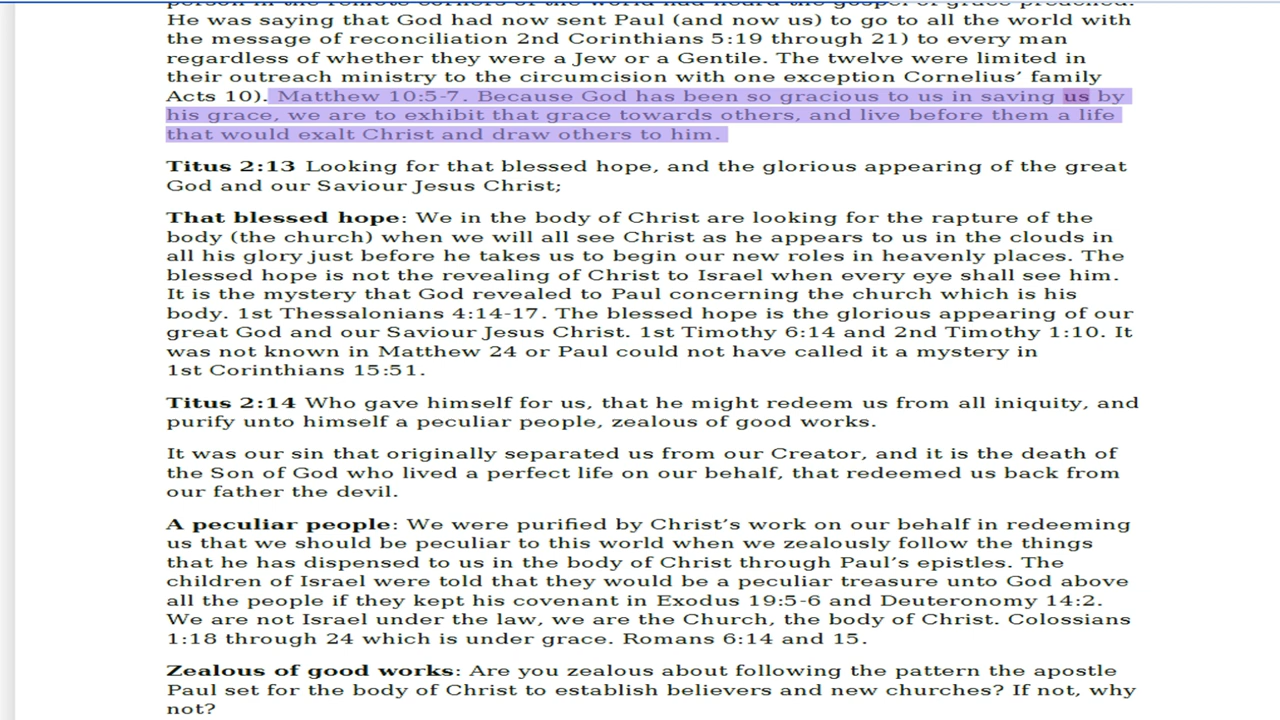 person in the remote corners of the world had heard the gospel of grace preached.
He was saying that God had now sent Paul (and now us) to go to all the world with
the message of reconciliation 2nd Corinthians 5:19 through 21) to every man
regardless of whether they were a Jew or a Gentile. The twelve were limited in
their outreach ministry to the circumcision with one exception Cornelius’ family
Acts 10). Matthew 10:5-7. Because God has been so gracious to us in saving us by
his grace, we are to exhibit that grace towards others, and live before them a life
that would exalt Christ and draw others to him.
Titus 2:13 Looking for that blessed hope, and the glorious appearing of the great
God and our Saviour Jesus Christ;
That blessed hope: We in the body of Christ are looking for the rapture of the
body (the church) when we will all see Christ as he appears to us in the clouds in
all his glory just before he takes us to begin our new roles in heavenly places. The
blessed hope is not the revealing of Christ to Israel when every eye shall see him.
It is the mystery that God revealed to Paul concerning the church which is his
body. 1st Thessalonians 4:14-17. The blessed hope is the glorious appearing of our
great God and our Saviour Jesus Christ. 1st Timothy 6:14 and 2nd Timothy 1:10. It
was not known in Matthew 24 or Paul could not have called it a mystery in
1st Corinthians 15:51.
Titus 2:14 Who gave himself for us, that he might redeem us from all iniquity, and
purify unto himself a peculiar people, zealous of good works.
It was our sin that originally separated us from our Creator, and it is the death of
the Son of God who lived a perfect life on our behalf, that redeemed us back from
our father the devil.
A peculiar people: We were purified by Christ’s work on our behalf in redeeming
us that we should be peculiar to this world when we zealously follow the things
that he has dispensed to us in the body of Christ through Paul’s epistles. The
children of Israel were told that they would be a peculiar treasure unto God above
all the people if they kept his covenant in Exodus 19:5-6 and Deuteronomy 14:2.
We are not Israel under the law, we are the Church, the body of Christ. Colossians
1:18 through 24 which is under grace. Romans 6:14 and 15.
Zealous of good works: Are you zealous about following the pattern the apostle
Paul set for the body of Christ to establish believers and new churches? If not, why
not?